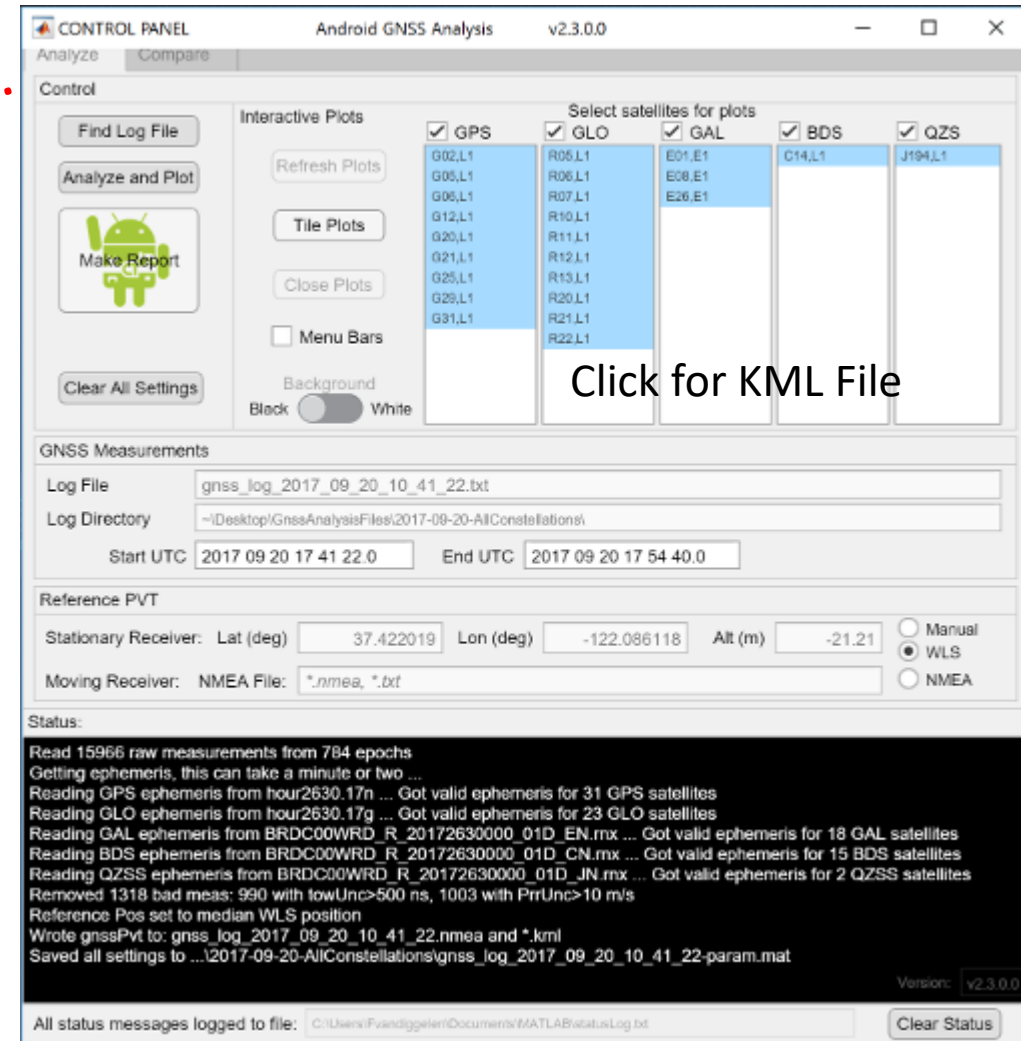 CONTROL PANEL Android GNSS Analysis v2.3.0.0
Analyze Compare
Control
Find Log File
Analyze and Plot
Make Report
Clear All Settings
Interactive Plots
Refresh Plots
Tile Plots
Close Plots
Menu Bars
Background
Black White
Select satellites for plots
GPS GLO GAL BDS QZS
G02,L1 R05,L1 E01,E1 C14,L1 J194,L1
G05,L1 R06,L1 E08,E1
G06,L1 R07,L1 E26,E1
G12,L1 R10,L1
G20,L1 R11,L1
G21,L1 R12,L1
G25,L1 R13,L1
G29,L1 R20,L1
G31,L1 R21,L1
R22,L1
Click for KML File
GNSS Measurements
Log File gnss_log_2017_09_20_10_41_22.txt
Log Directory ~\Desktop\GnssAnalysisFiles\2017-09-20-AllConstellations\
Start UTC 2017 09 20 17 41 22.0 End UTC 2017 09 20 17 54 40.0
Reference PVT
Stationary Receiver: Lat (deg) 37.422019 Lon (deg) -122.086118 Alt (m) -21.21
Manual
WLS
Moving Receiver: NMEA File: *.nmea, *.txt NMEA
Status:
Read 15966 raw measurements from 784 epochs
Getting ephemeris, this can take a minute or two ...
Reading GPS ephemeris from hour2630.17n ... Got valid ephemeris for 31 GPS satellites
Reading GLO ephemeris from hour2630.17g ... Got valid ephemeris for 23 GLO satellites
Reading GAL ephemeris from BRDC00WRD_R_20172630000_01D_EN.rnx ... Got valid ephemeris for 18 GAL satellites
Reading BDS ephemeris from BRDC00WRD_R_20172630000_01D_CN.rnx ... Got valid ephemeris for 15 BDS satellites
Reading QZSS ephemeris from BRDC00WRD_R_20172630000_01D_JN.rnx ... Got valid ephemeris for 2 QZSS satellites
Removed 1318 bad meas: 990 with towUnc>500 ns, 1003 with PrrUnc>10 m/s
Reference Pos set to median WLS position
Wrote gnssPvt to: gnss_log_2017_09_20_10_41_22.nmea and *.kml
Saved all settings to ...\2017-09-20-AllConstellations\gnss_log_2017_09_20_10_41_22-param.mat
Version: v2.3.0.0
All status messages logged to file: C:\Users\Fvandiggelen\Documents\MATLAB\statusLog.txt Clear Status